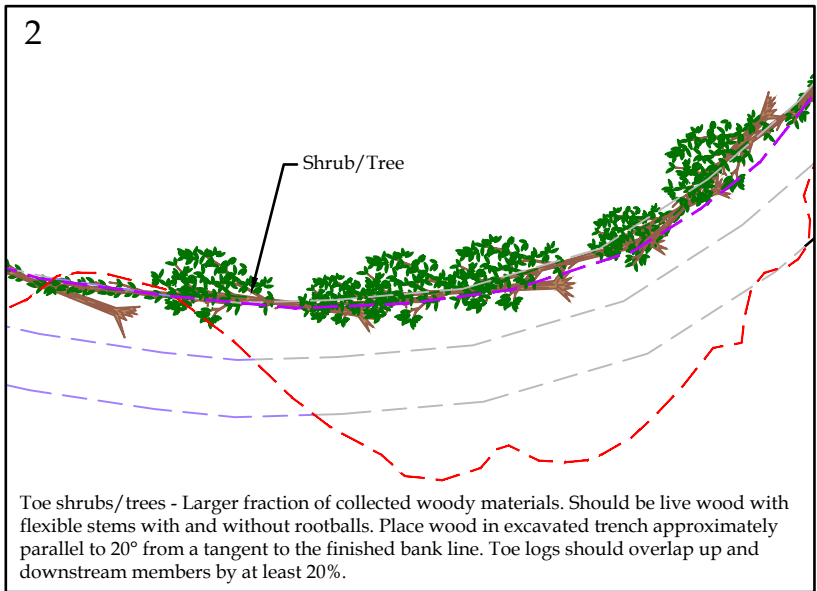 2
Shrub/Tree
Toe shrubs/trees - Larger fraction of collected woody materials. Should be live wood with
flexible stems with and without rootballs. Place wood in excavated trench approximately
parallel to 20° from a tangent to the finished bank line. Toe logs should overlap up and
downstream members by at least 20%.